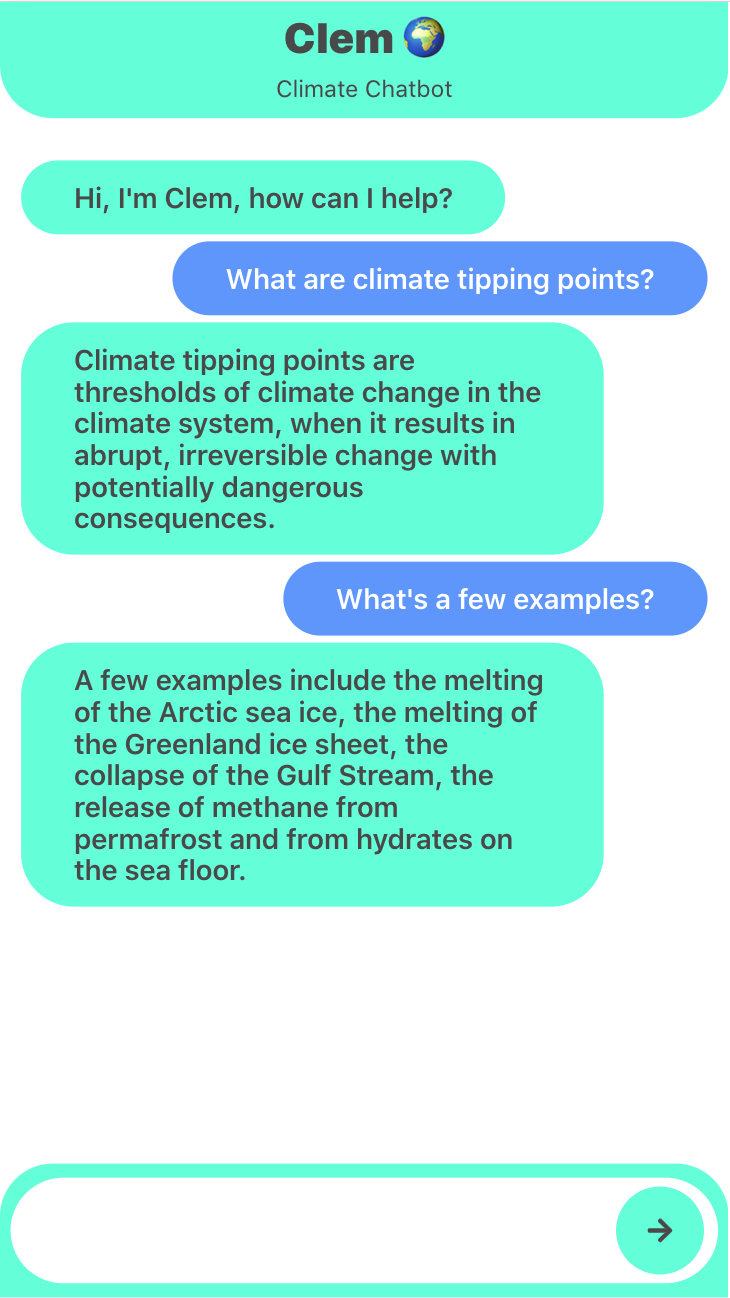 Clem 🌍
Climate Chatbot
Hi, I'm Clem, how can I help?
What are climate tipping points?
Climate tipping points are
thresholds of climate change in the
climate system, when it results in
abrupt, irreversible change with
potentially dangerous
consequences.
What's a few examples?
A few examples include the melting
of the Arctic sea ice, the melting of
the Greenland ice sheet, the
collapse of the Gulf Stream, the
release of methane from
permafrost and from hydrates on
the sea floor.